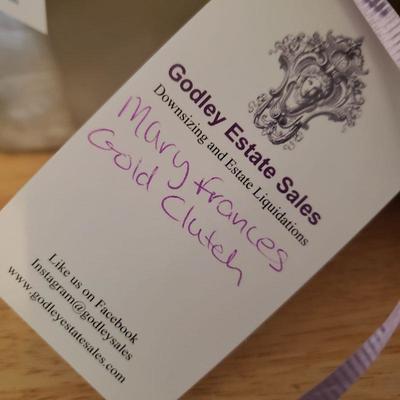 Godley Estate Sales
Downsizing and Estate Liquidations
Mary Frances
Gold Clutch
Like us on Facebook
Instagram@godleysales
www.godleyestatesales.com